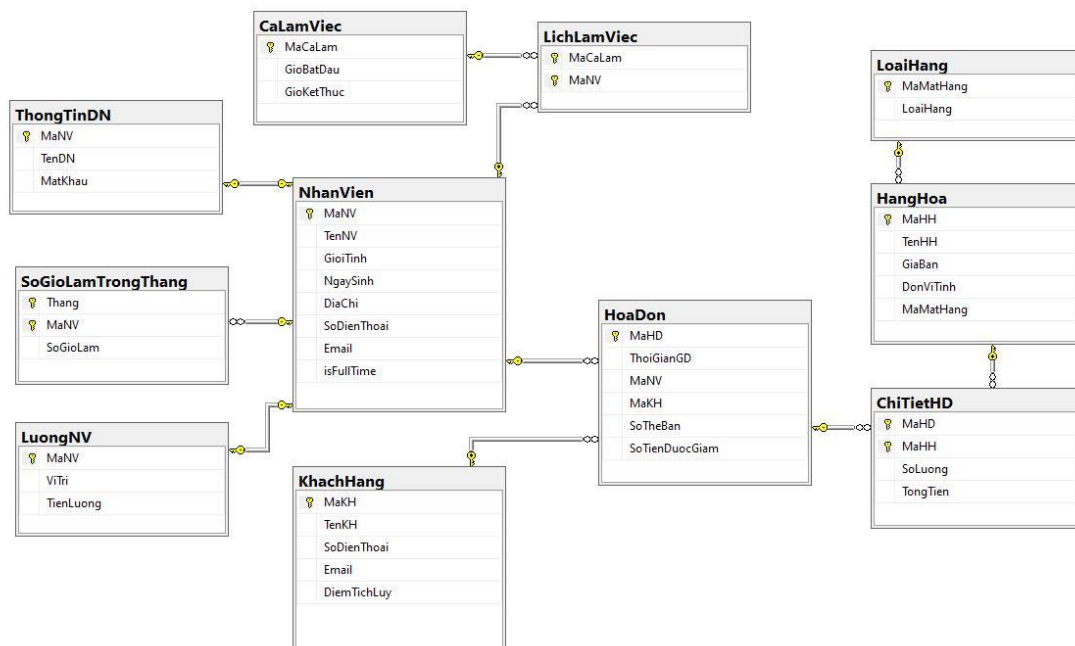 CaLamViec
MaCaLam
GioBatDau
GioKetThuc
LichLamViec
MaCaLam
MaNV
LoaiHang
MaMatHang
LoaiHang
ThongTinDN
MaNV
TenDN
MatKhau
NhanVien
MaNV
TenNV
GioiTinh
NgaySinh
DiaChi
SoDienThoai
Email
isFullTime
HangHoa
MaHH
TenHH
GiaBan
DonViTinh
MaMatHang
SoGioLamTrongThang
Thang
MaNV
SoGioLam
HoaDon
MaHD
ThoiGianGD
MaNV
MaKH
SoTheBan
SoTienDuocGiam
ChiTietHD
MaHD
MaHH
SoLuong
TongTien
LuongNV
MaNV
ViTri
TienLuong
KhachHang
MaKH
TenKH
SoDienThoai
Email
DiemTichLuy